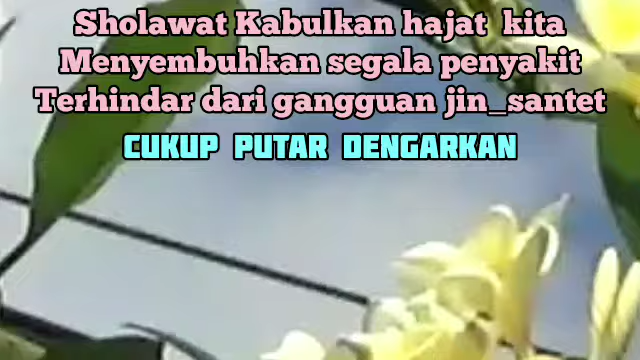 Sholawat Kabulkan hajat kita
Menyembuhkan segala penyakit
Terhindar dari gangguan jin_santet
CUKUP PUTAR DENGARKAN